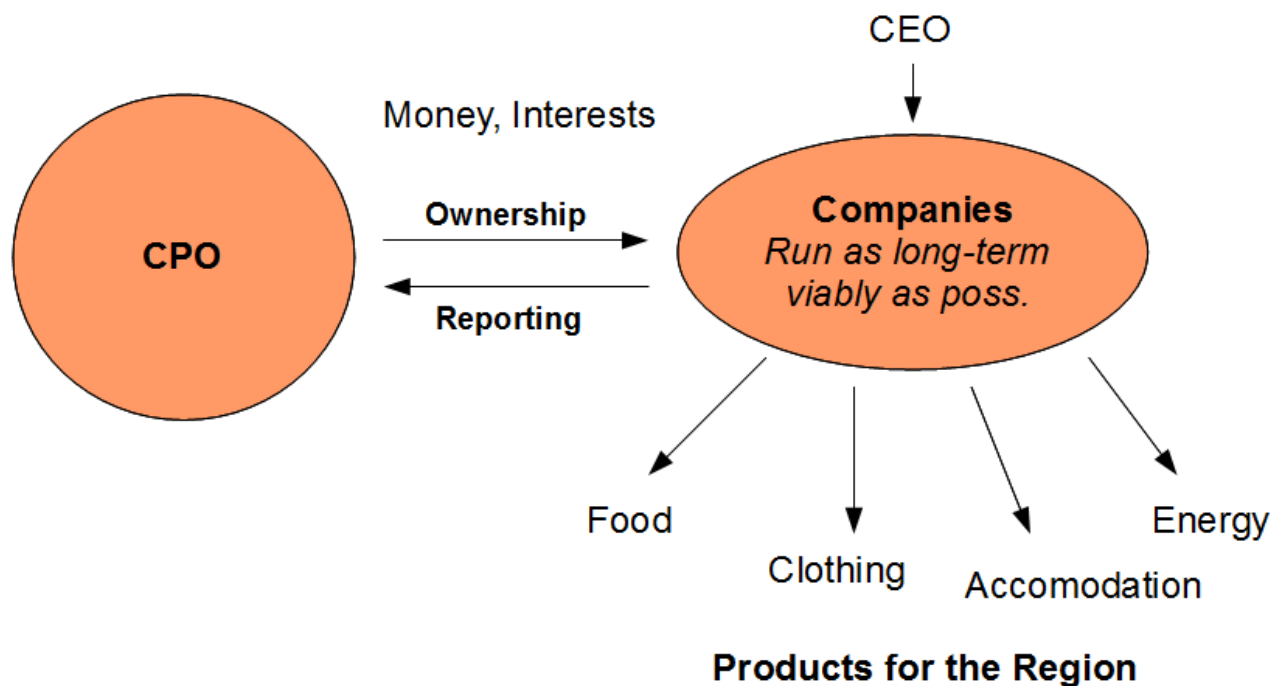 CEO
Money, Interests
Ownership
CPO
Reporting
Companies
Run as long-term
viably as poss.
Food
Clothing
Accomodation
Energy
Products for the Region